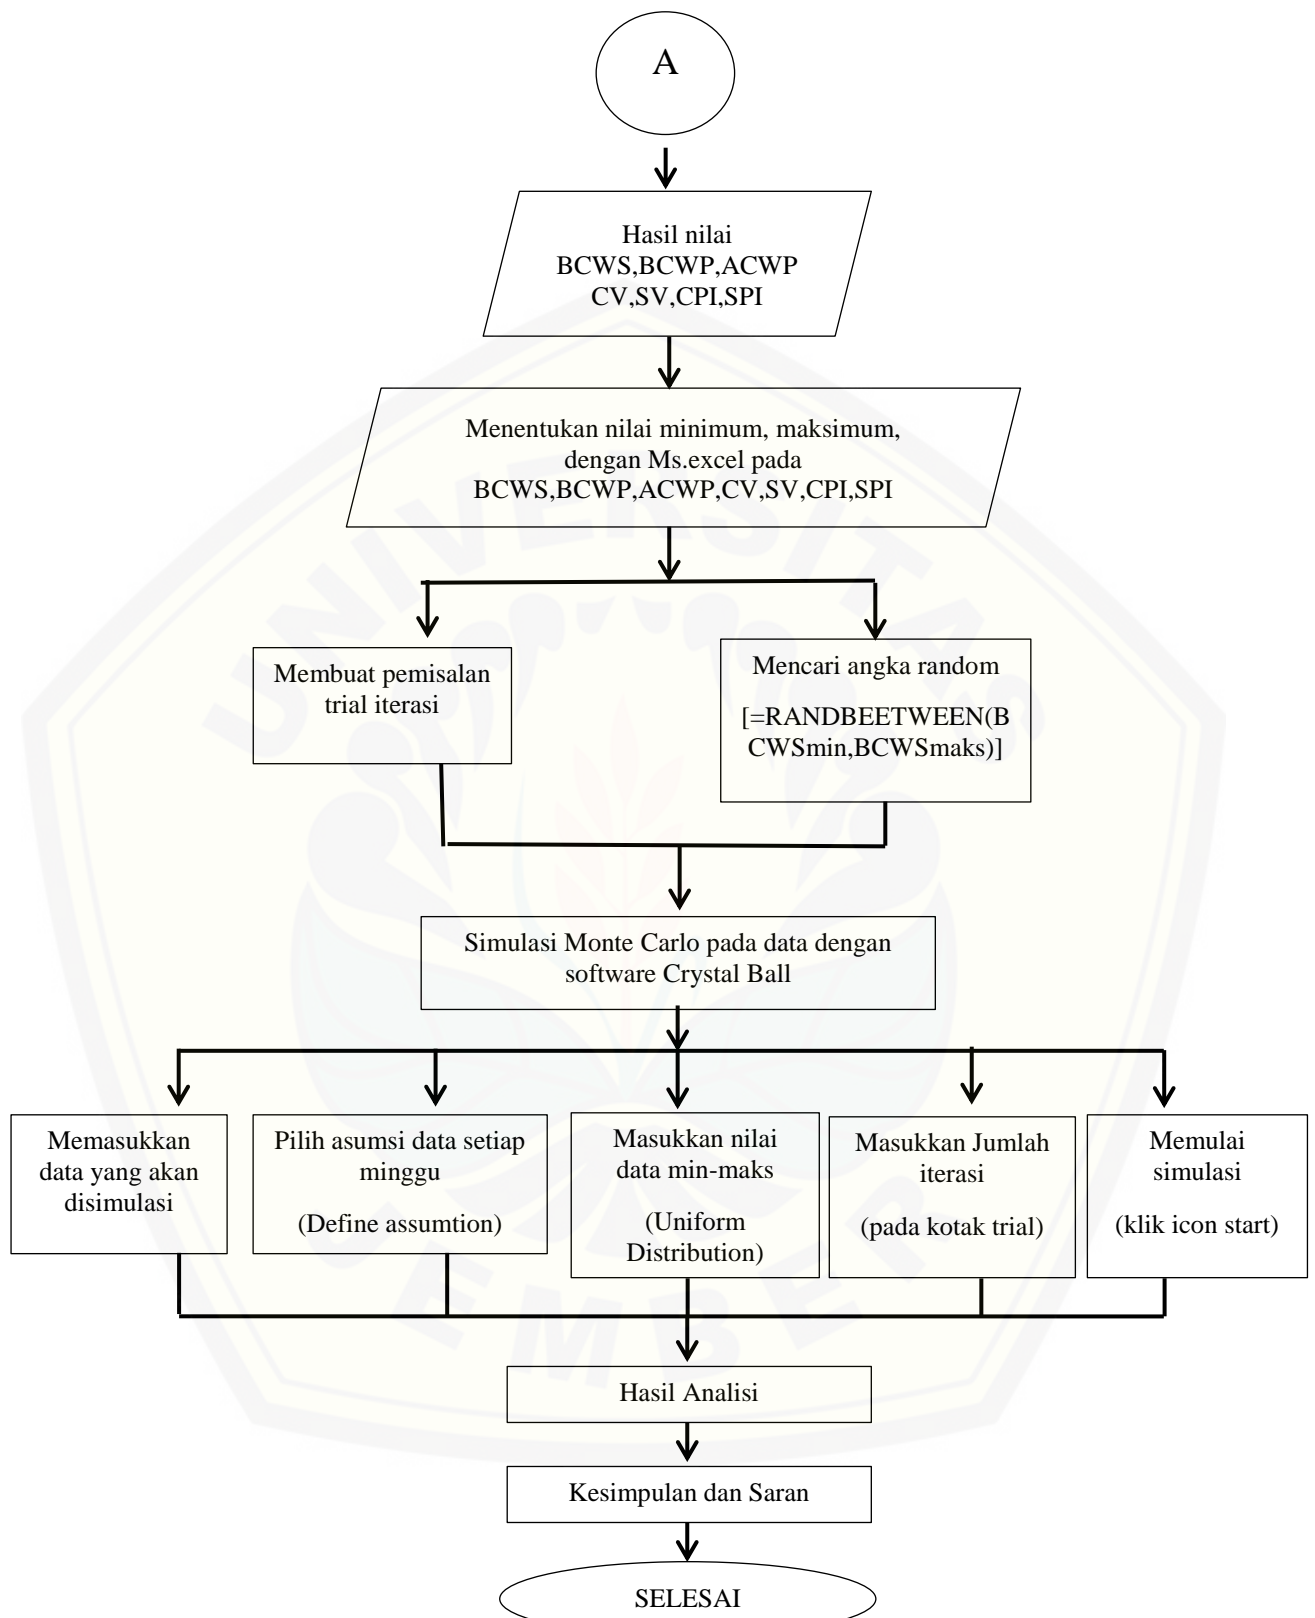 A
Hasil nilai
BCWS,BCWP,ACWP
CV,SV,CPI,SPI
Menentukan nilai minimum, maksimum,
dengan Ms.excel pada
BCWS,BCWP,ACWP,CV,SV,CPI,SPI
Membuat pemisalan
trial iterasi
Mencari angka random
[=RANDBEETWEEN(B
CWSmin,BCWSmaks)]
Simulasi Monte Carlo pada data dengan
software Crystal Ball
Memasukkan
data yang akan
disimulasi
Pilih asumsi data setiap
minggu
(Define assumtion)
Masukkan nilai
data min-maks
(Uniform
Distribution)
Masukkan Jumlah
iterasi
(pada kotak trial)
Memulai
simulasi
(klik icon start)
Hasil Analisi
Kesimpulan dan Saran
SELESAI
UNIVERSITAS
JEMBER